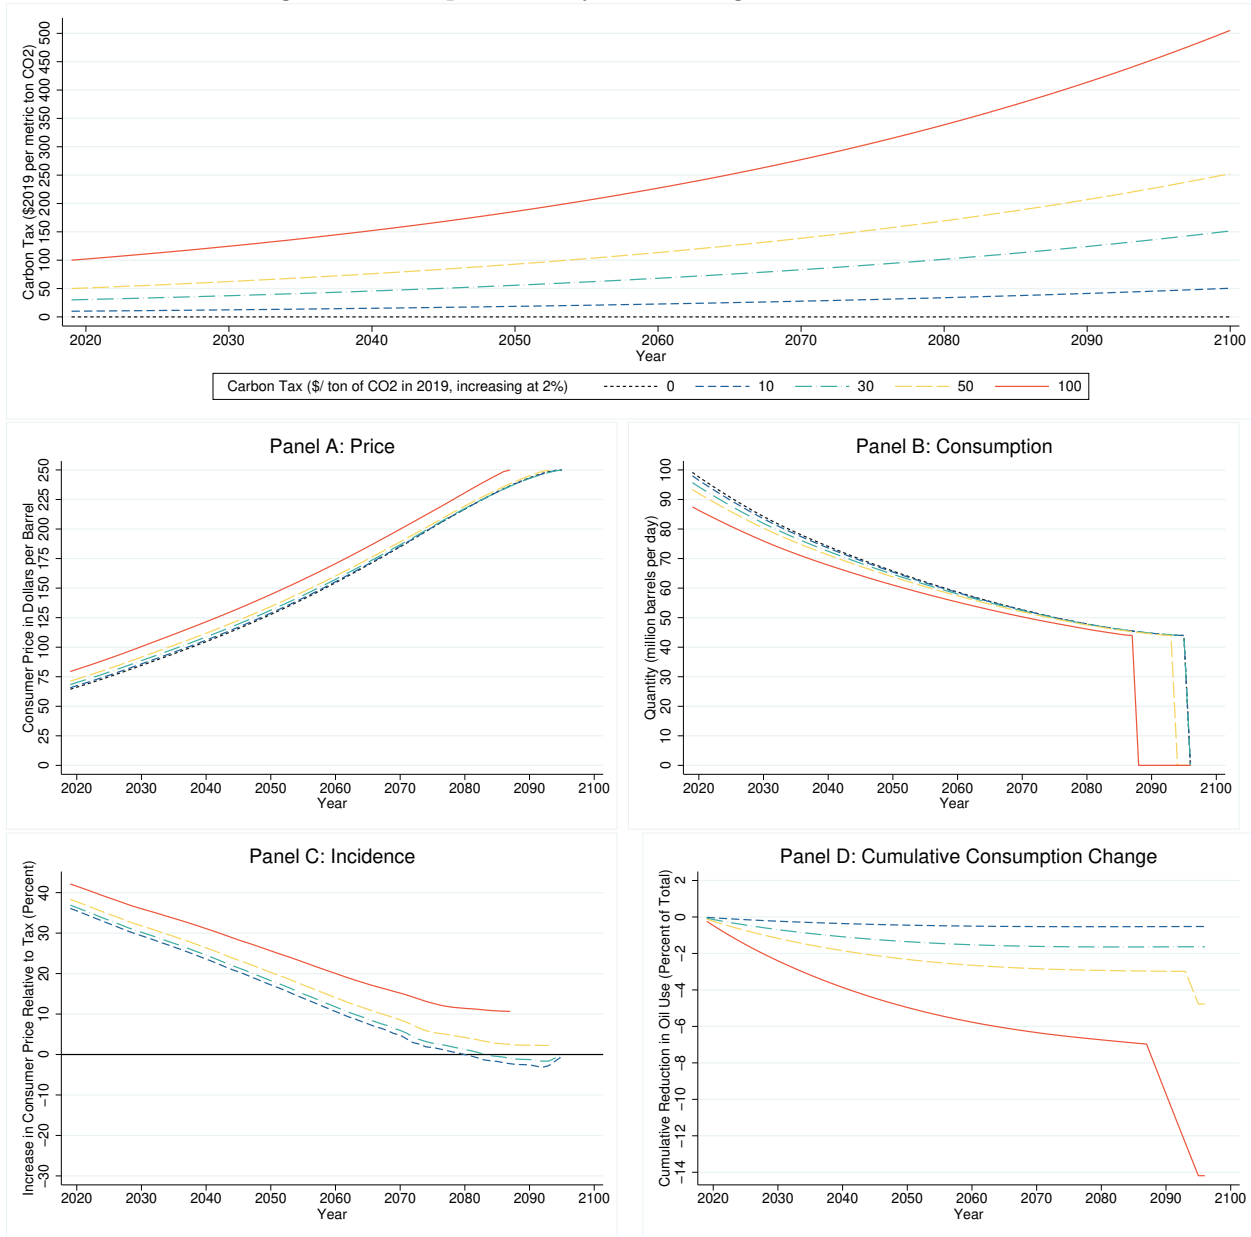 Carbon Tax ($2019 per metric ton CO2)
0 50 100 150 200 250 300 350 400 450 500
2020 2030 2040 2050 2060 2070 2080 2090 2100
Year
Carbon Tax ($/ ton of CO2 in 2019, increasing at 2%) 0 10 30 50 100
Panel A: Price
Consumer Price in Dollars per Barrel
0 25 50 75 100 125 150 175 200 225 250
2020 2030 2040 2050 2060 2070 2080 2090 2100
Year
Panel B: Consumption
Quantity (million barrels per day)
0 10 20 30 40 50 60 70 80 90 100
2020 2030 2040 2050 2060 2070 2080 2090 2100
Year
Panel C: Incidence
Increase in Consumer Price Relative to Tax (Percent)
−30 −20 −10 0 10 20 30 40
2020 2030 2040 2050 2060 2070 2080 2090 2100
Year
Panel D: Cumulative Consumption Change
Cumulative Reduction in Oil Use (Percent of Total)
−14 −12 −10 −8 −6 −4 −2 0 2
2020 2030 2040 2050 2060 2070 2080 2090 2100
Year